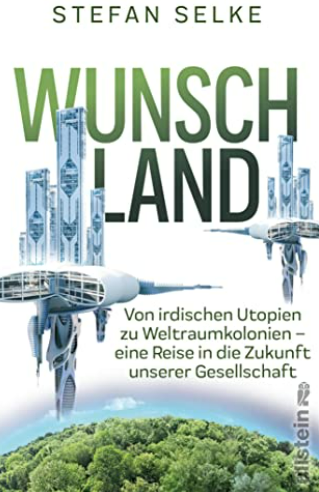 STEFAN SELKE
WUNSCH
LAND
Von irdischen Utopien
zu Weltraumkolonien –
eine Reise in die Zukunft
unserer Gesellschaft
ullstein